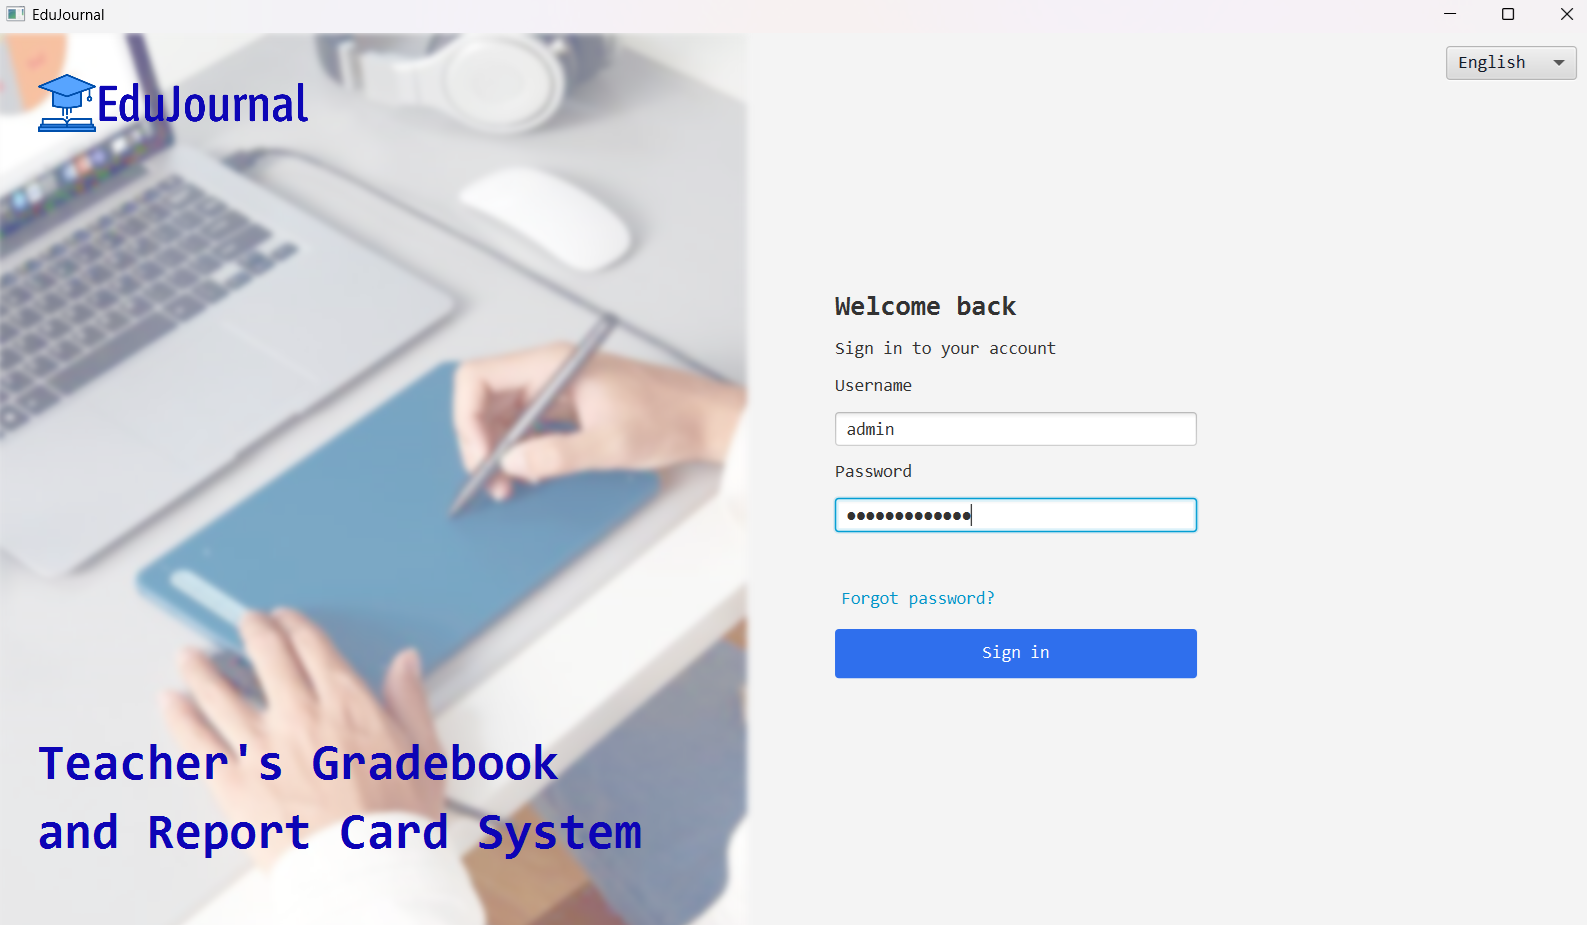 EduJournal
English
EduJournal
Welcome back
Sign in to your account
Username
admin
Password
●●●●●●●●●●●●●
Forgot password?
Sign in
Teacher's Gradebook
and Report Card System